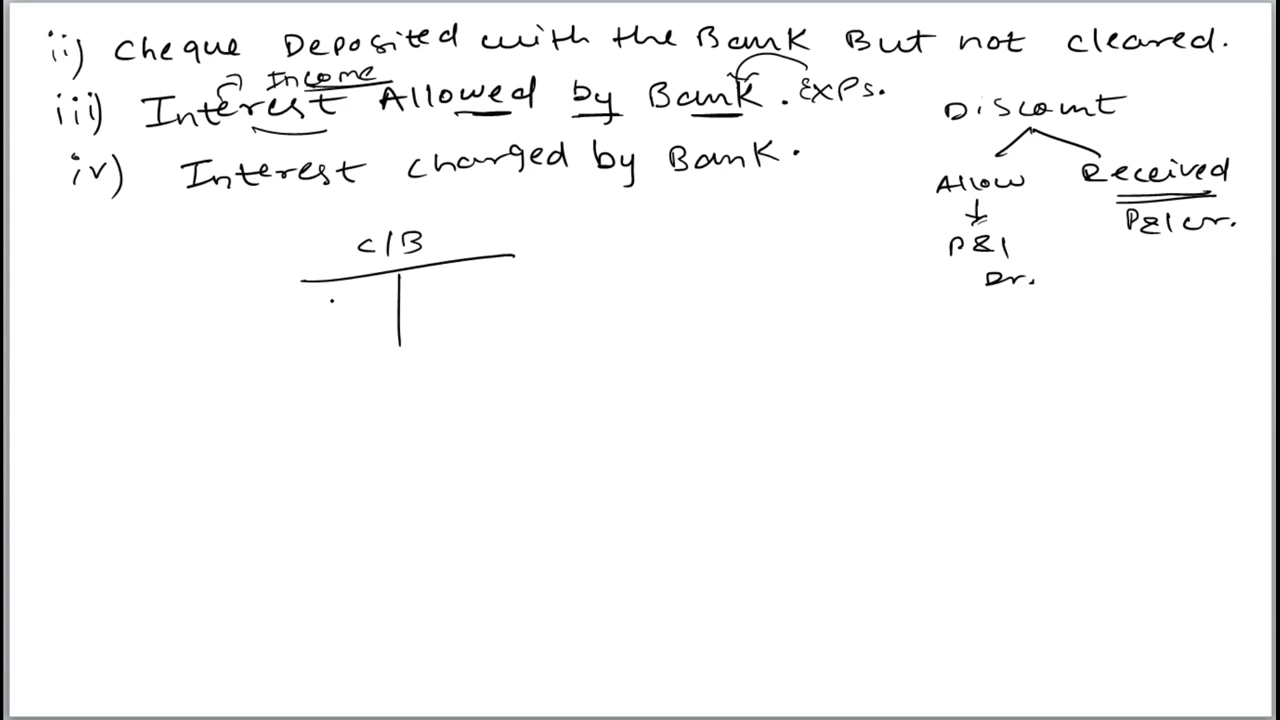 ii) Cheque Deposited with the Bank But not cleared.
Income
iii) Interest Allowed by Bank. Exps.
iv) Interest charged by Bank.
Discount
Allow Received
P&l Dr.
P&l cr.
C/B